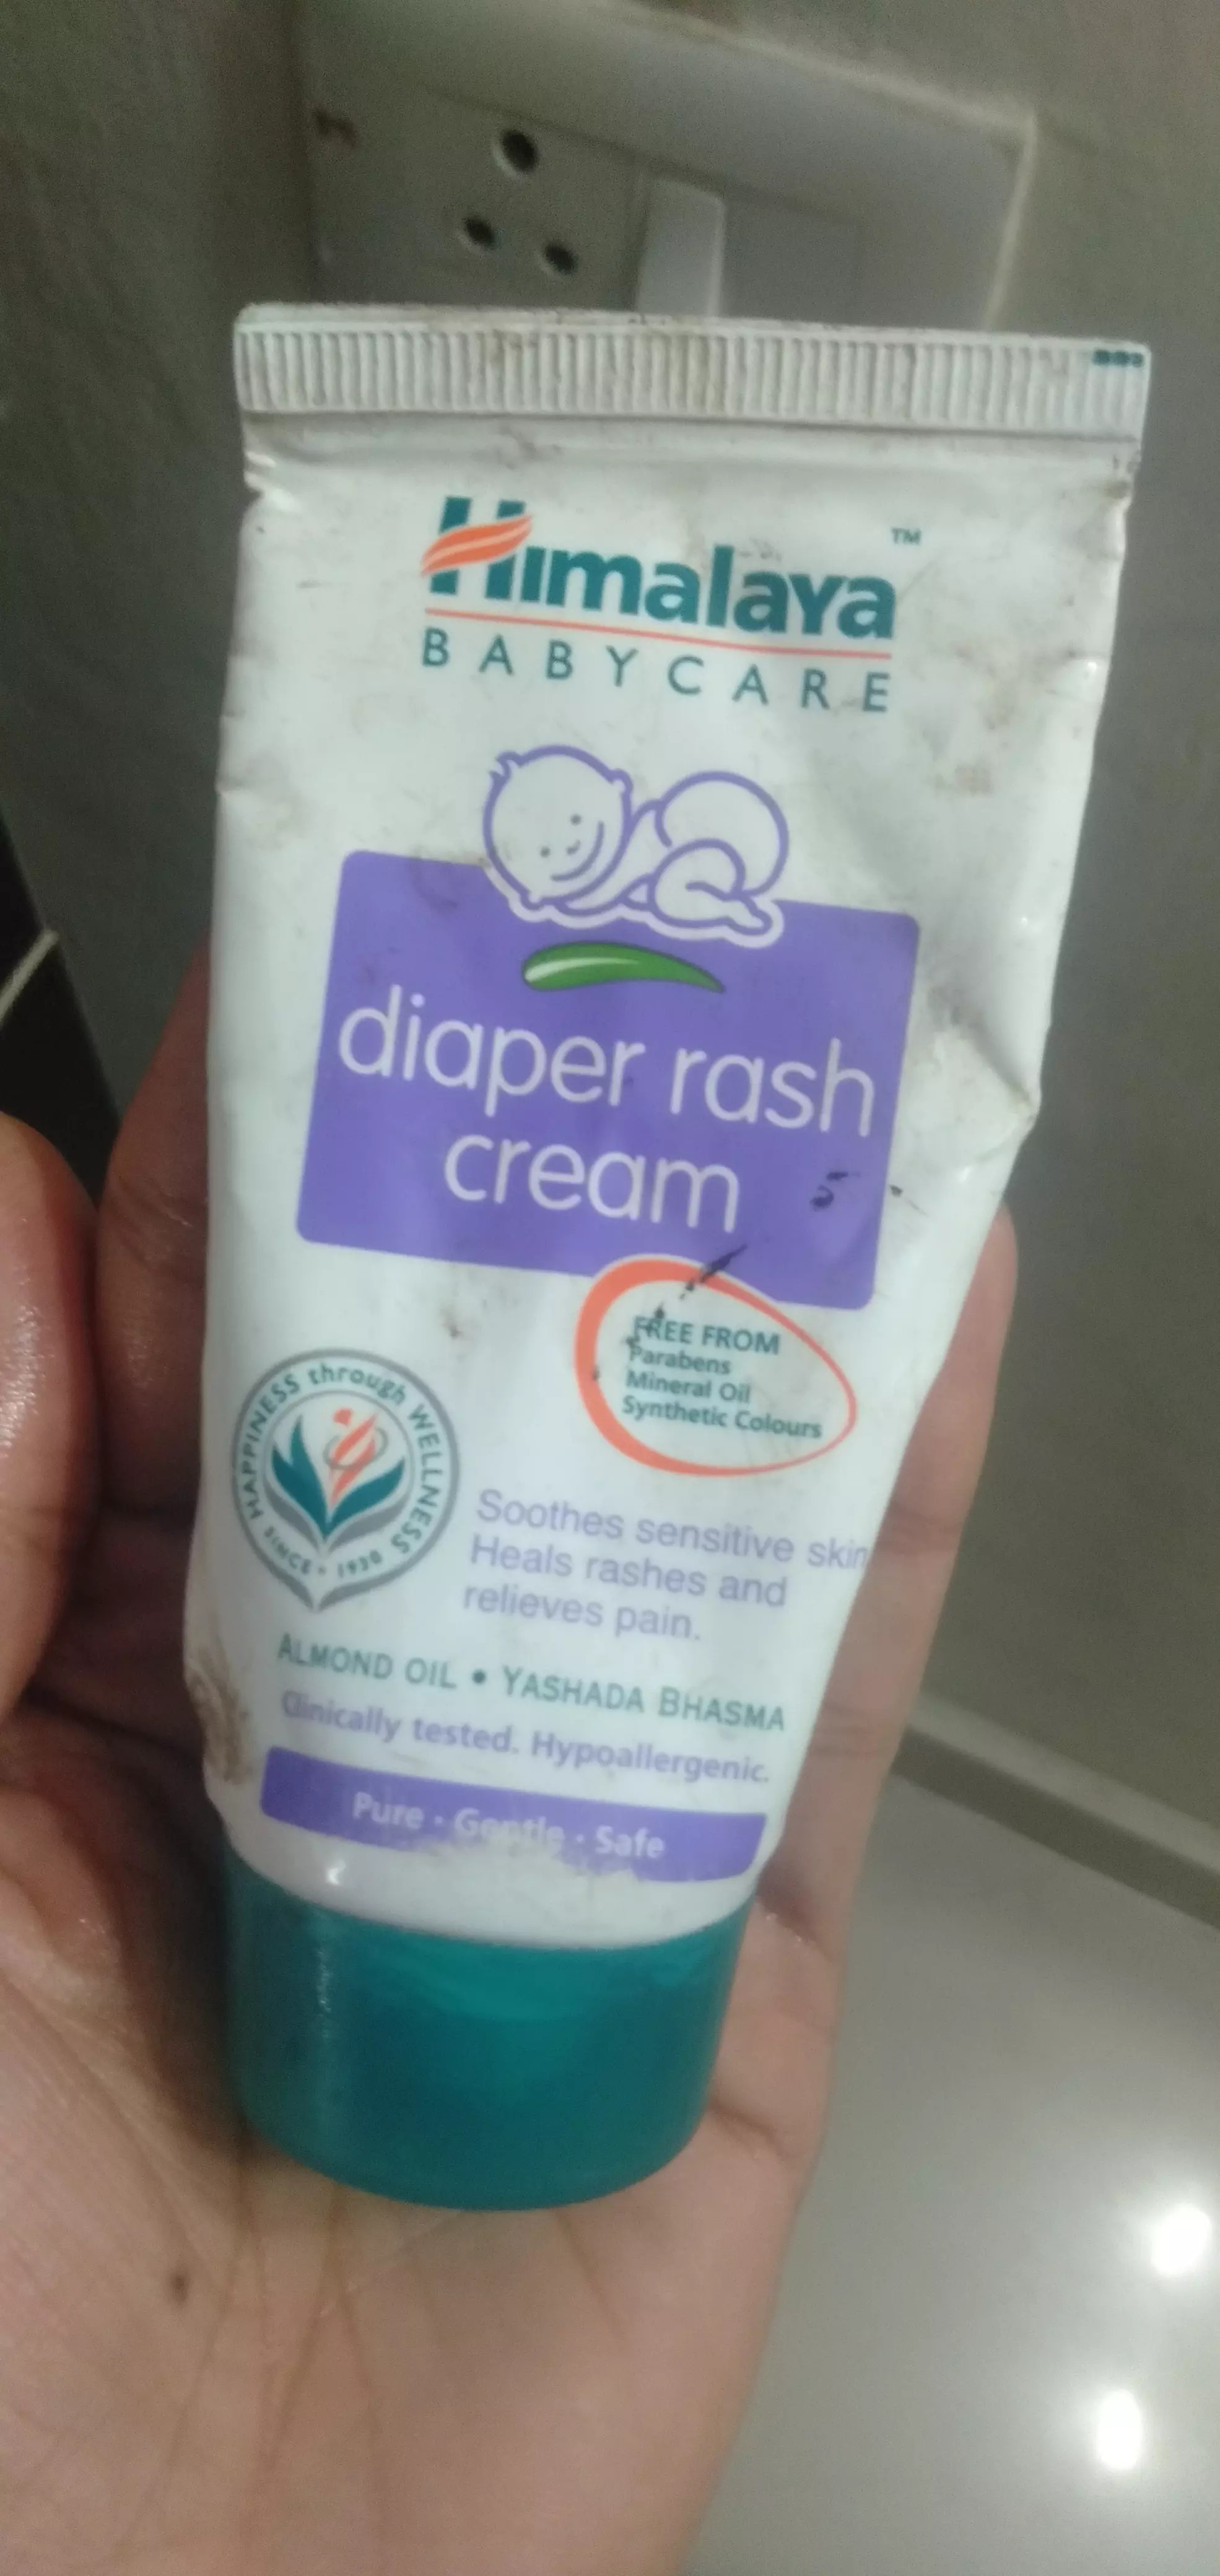 Himalaya™
BABYCARE
diaper rash
cream
FREE FROM
Parabens
Mineral Oil
Synthetic Colours
HAPPINESS through WELLNESS
SINCE • 1930
Soothes sensitive skin
Heals rashes and
relieves pain.
ALMOND OIL • YASHADA BHASMA
Clinically tested. Hypoallergenic.
Pure · Gentle · Safe